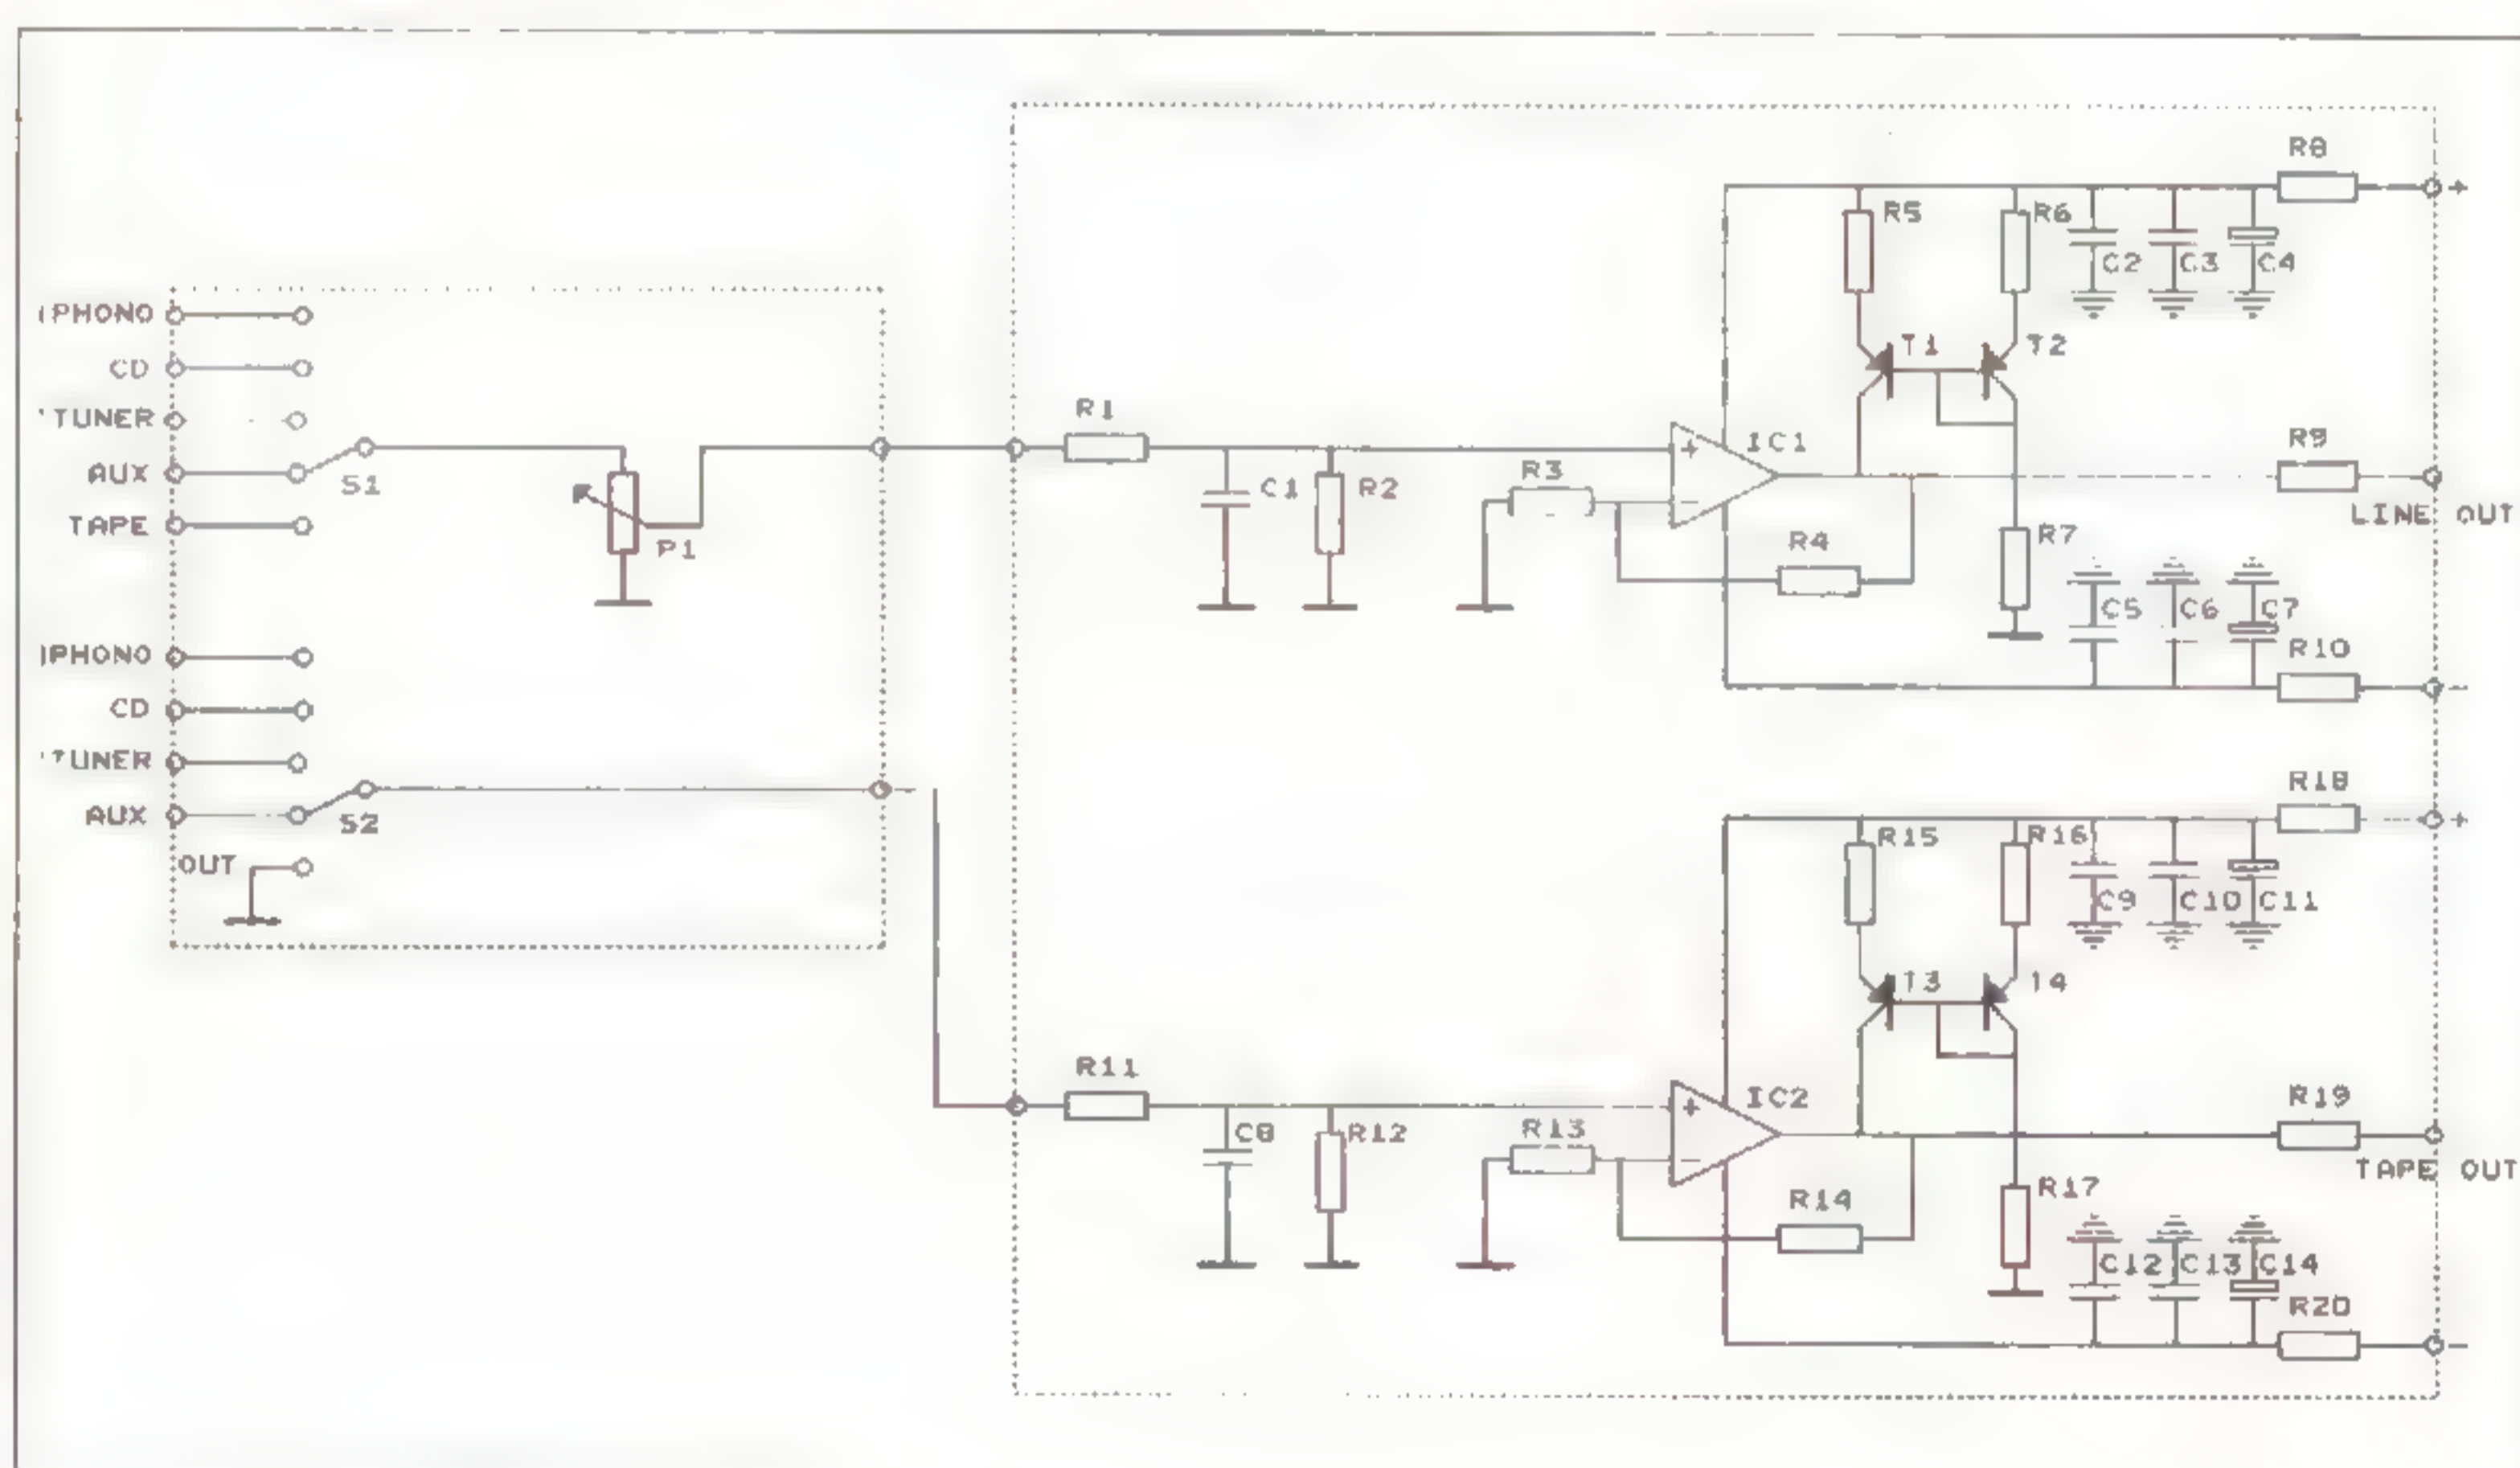 PHONO
CD
TUNER
AUX
TAPE
S1
P1
PHONO
CD
TUNER
AUX
OUT
S2
R1
C1
R2
R3
IC1
R4
R5
R6
T1
T2
C2
C3
C4
R8
+
R9
LINE OUT
R7
C5
C6
C7
R10
-
R11
C8
R12
R13
IC2
R14
R15
R16
T3
T4
C9
C10
C11
R18
+
R19
TAPE OUT
R17
C12
C13
C14
R20
-